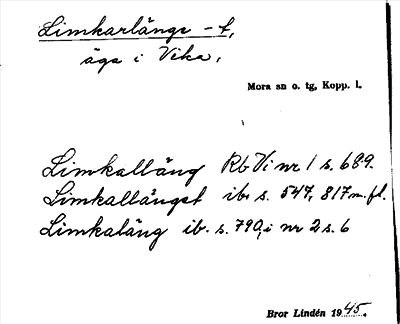 Limkarlänge -t,
äga i Vika.
Mora sn o. tg, Kopp. l.
Limkalläng Rb Vi nr 1 s. 689.
Limkallängst ib. s. 547, 817 m. fl.
Limkaläng ib. s. 790, i nr 2 s. 6
Bror Lindén 1945.